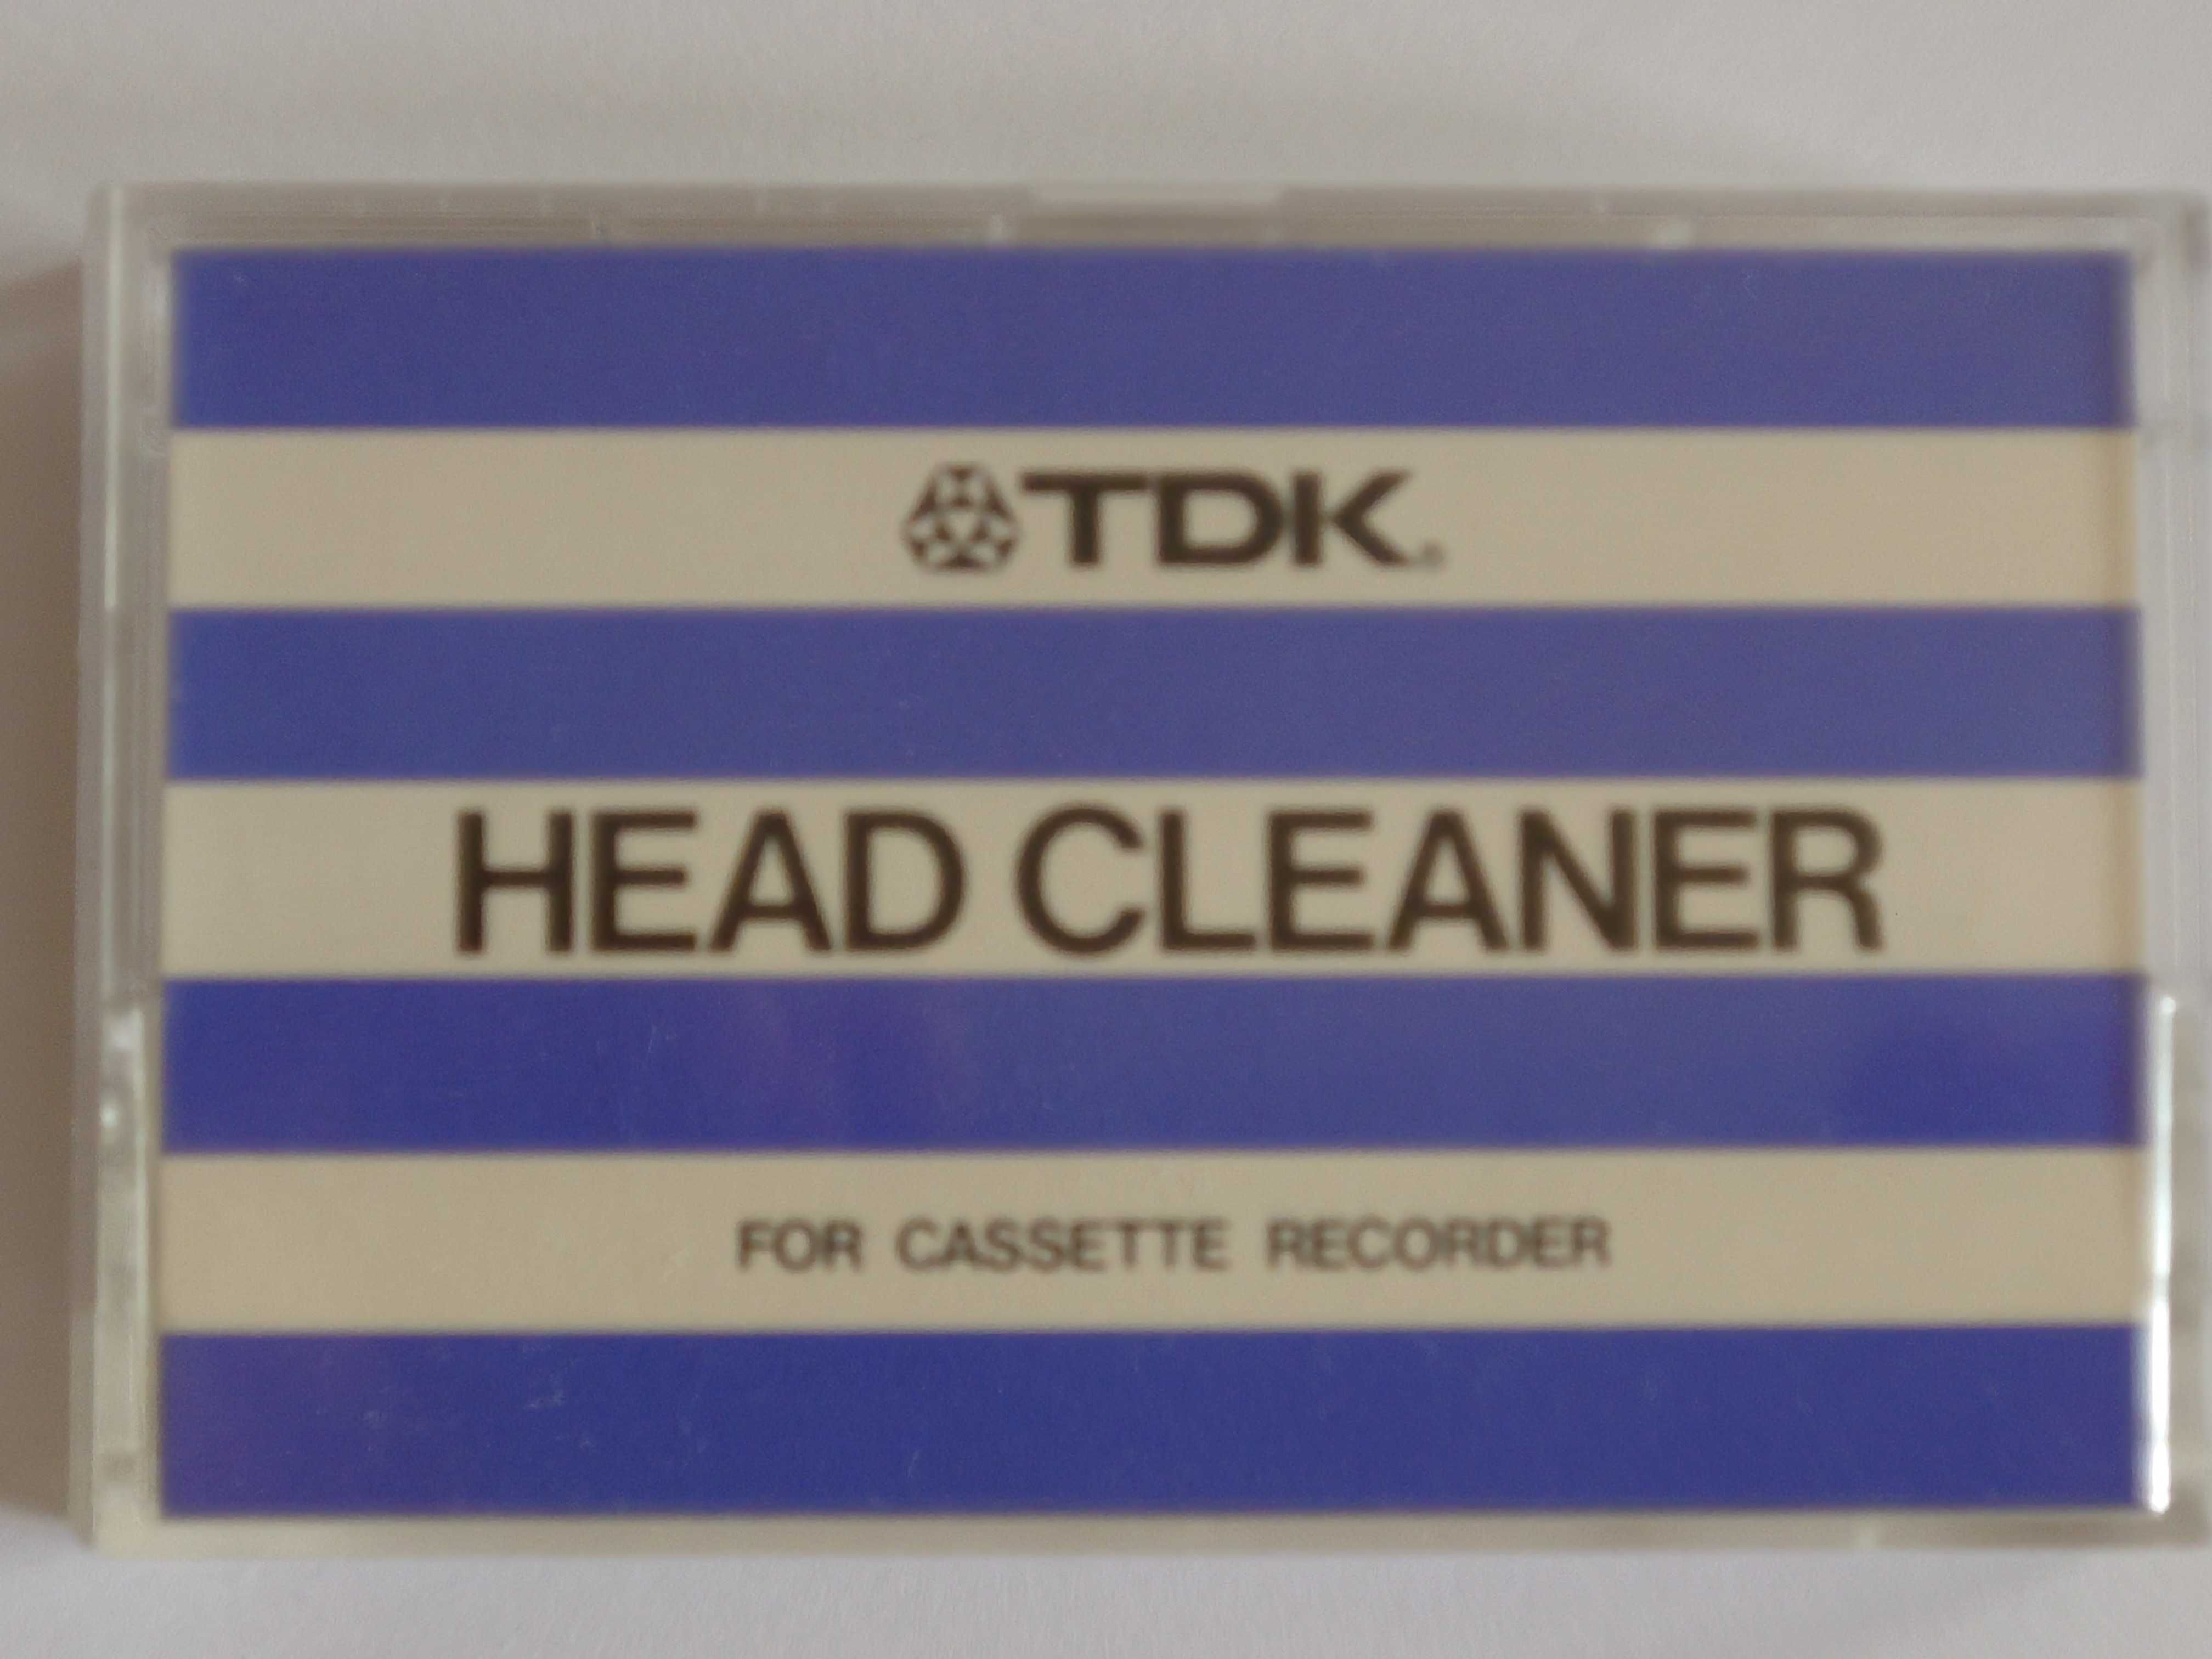 TDK®
HEAD CLEANER
FOR CASSETTE RECORDER